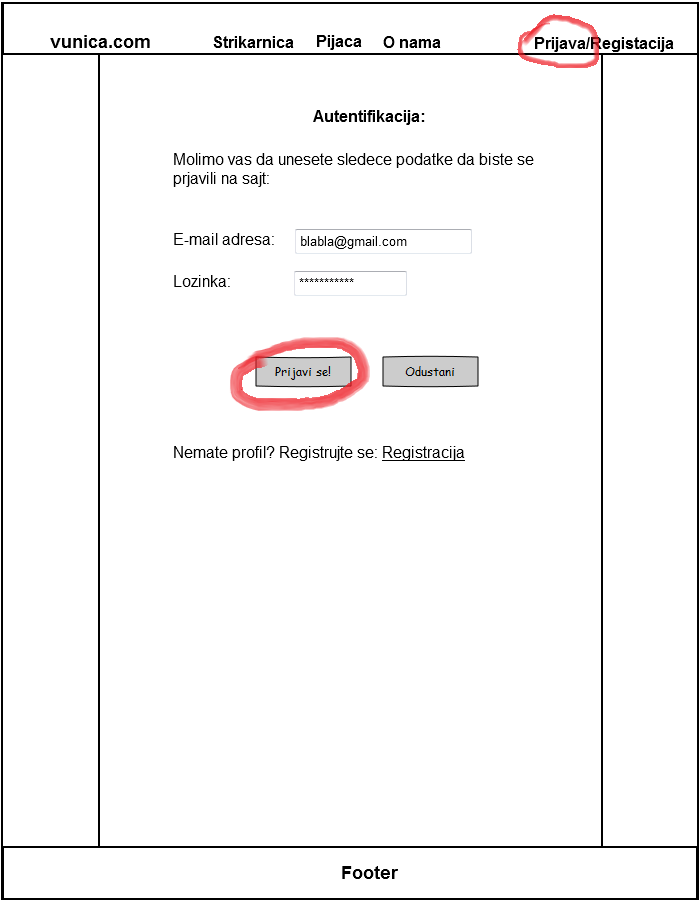 vunica.com Strikarnica Pijaca O nama Prijava/Registacija
Autentifikacija:
Molimo vas da unesete sledece podatke da biste se
prjavili na sajt:
E-mail adresa: blabla@gmail.com
Lozinka: ***********
Prijavi se! Odustani
Nemate profil? Registrujte se: Registracija
Footer